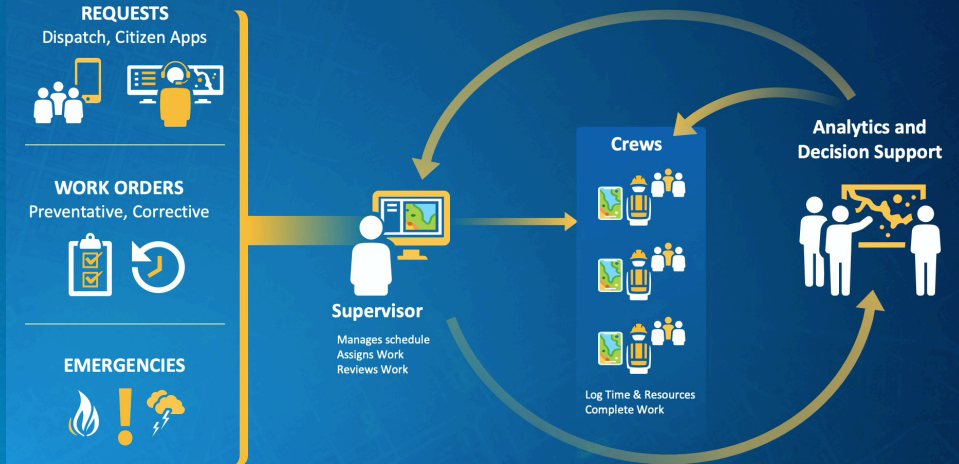 REQUESTS
Dispatch, Citizen Apps
WORK ORDERS
Preventative, Corrective
EMERGENCIES
Supervisor
Manages schedule
Assigns Work
Reviews Work
Crews
Log Time & Resources
Complete Work
Analytics and
Decision Support